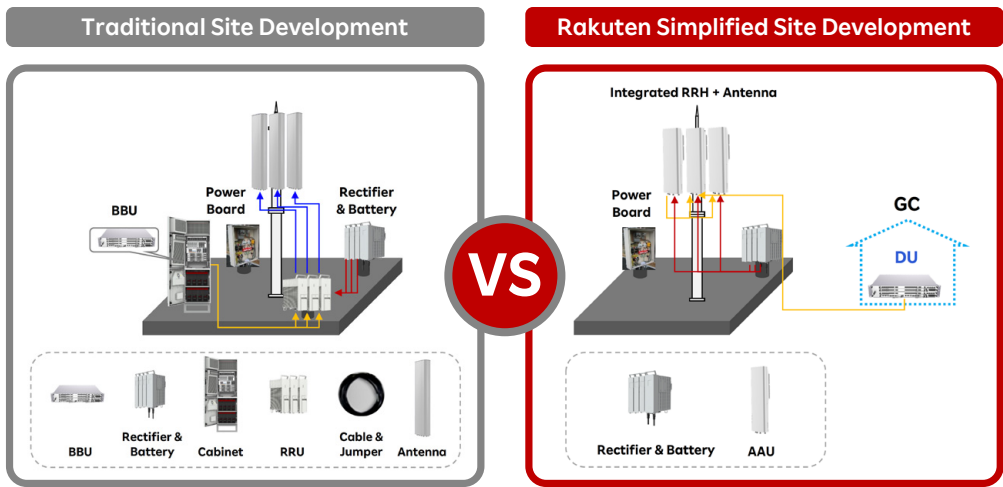 Traditional Site Development
Power
Board
Rectifier
& Battery
BBU
BBU
Rectifier &
Battery
Cabinet
RRU
Cable &
Jumper
Antenna
VS
Rakuten Simplified Site Development
Integrated RRH + Antenna
Power
Board
GC
DU
Rectifier & Battery
AAU